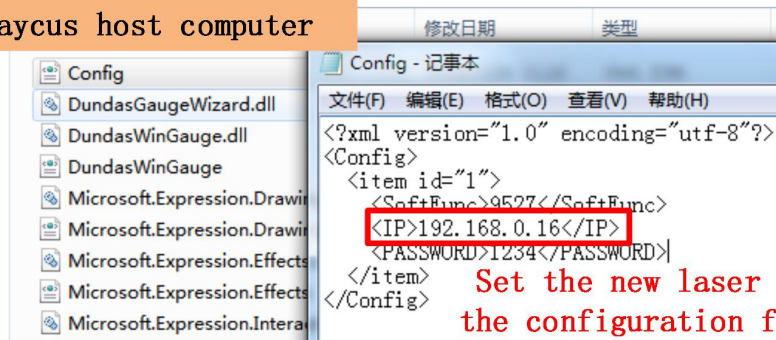 aycus host computer
修改日期 类型
Config
DundasGaugeWizard.dll
DundasWinGauge.dll
DundasWinGauge
Microsoft.Expression.Drawin
Microsoft.Expression.Drawin
Microsoft.Expression.Effects
Microsoft.Expression.Effects
Microsoft.Expression.Intera
Config - 记事本
文件(F) 编辑(E) 格式(O) 查看(V) 帮助(H)
<?xml version="1.0" encoding="utf-8"?>
<Config>
<item id="1">
<SoftFunc>9527</SoftFunc>
<IP>192.168.0.16</IP>
<PASSWORD>1234</PASSWORD>
</item>
</Config>
Set the new laser
the configuration f